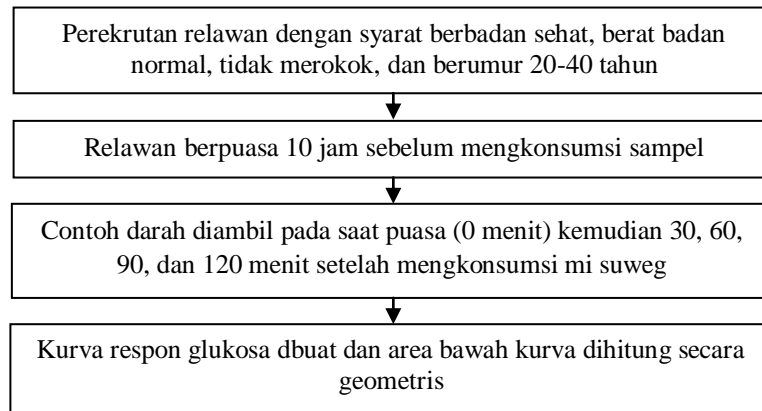 Perekrutan relawan dengan syarat berbadan sehat, berat badan
normal, tidak merokok, dan berumur 20-40 tahun
Relawan berpuasa 10 jam sebelum mengkonsumsi sampel
Contoh darah diambil pada saat puasa (0 menit) kemudian 30, 60,
90, dan 120 menit setelah mengkonsumsi mi suweg
Kurva respon glukosa dbuat dan area bawah kurva dihitung secara
geometris